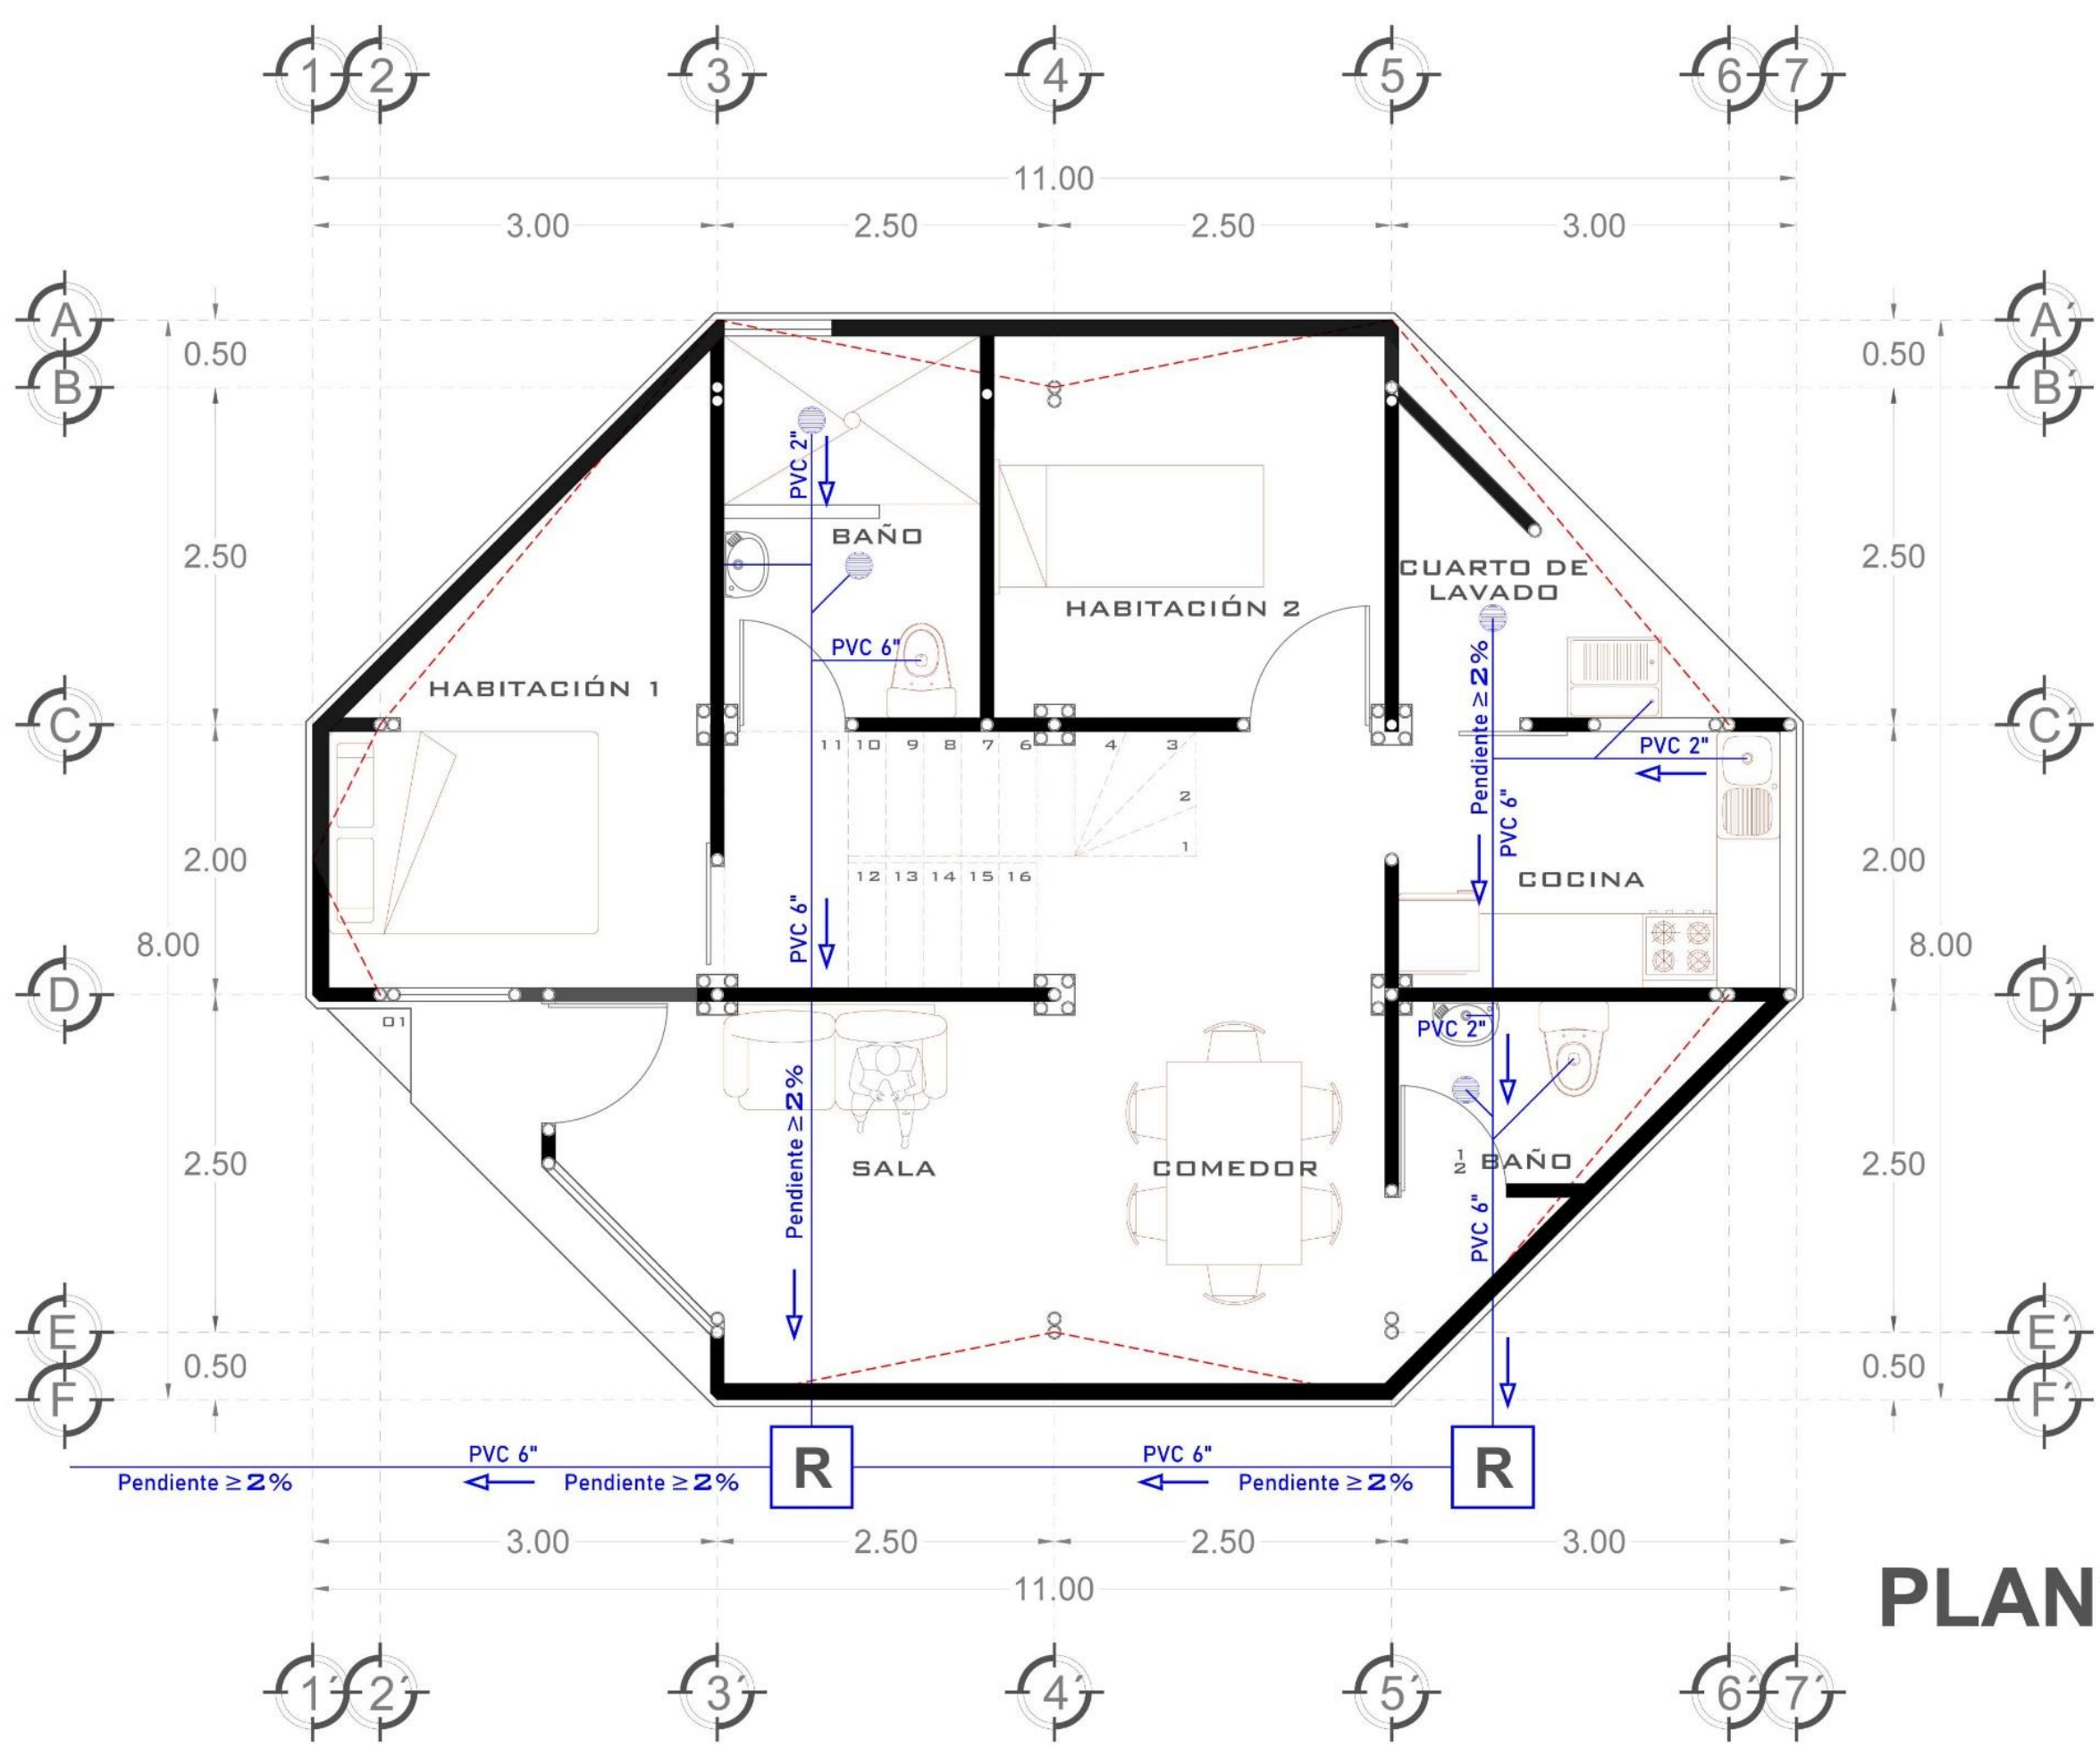 1 2 3 4 5 6 7
11.00
3.00 2.50 2.50 3.00
A A´
0.50 0.50
B B´
PVC 2"
BAÑO
2.50 2.50
CUARTO DE
LAVADO
HABITACIÓN 2
PVC 6"
Pendiente ≥ 2%
HABITACIÓN 1
C C´
11 10 9 8 7 6 4 3
PVC 2"
2
PVC 6"
1
2.00 2.00
12 13 14 15 16
COCINA
PVC 6"
8.00 8.00
D D´
01
PVC 2"
Pendiente ≥ 2%
2.50 2.50
SALA
COMEDOR
½ BAÑO
PVC 6"
E E´
0.50 0.50
F F´
PVC 6" PVC 6"
R R
Pendiente ≥ 2% Pendiente ≥ 2% Pendiente ≥ 2%
3.00 2.50 2.50 3.00
11.00
PLAN
1´ 2´ 3´ 4´ 5´ 6´ 7´